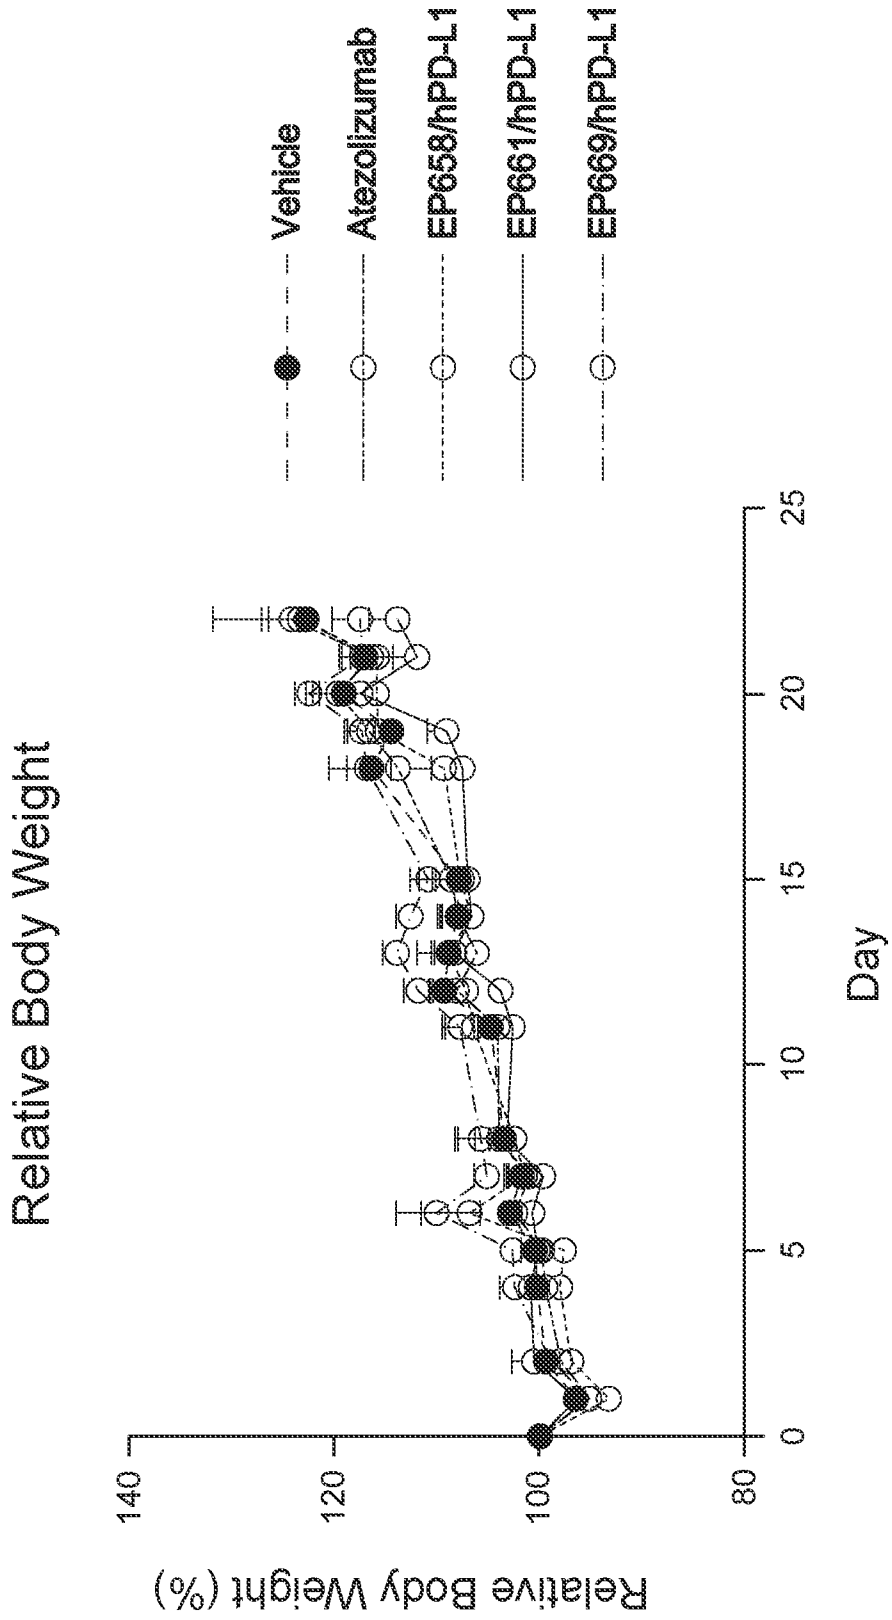 Relative Body Weight
Relative Body Weight (%)
140
120
100
80
0
5
10
15
20
25
Day
Vehicle
Atezolizumab
EP658/hPD-L1
EP661/hPD-L1
EP669/hPD-L1